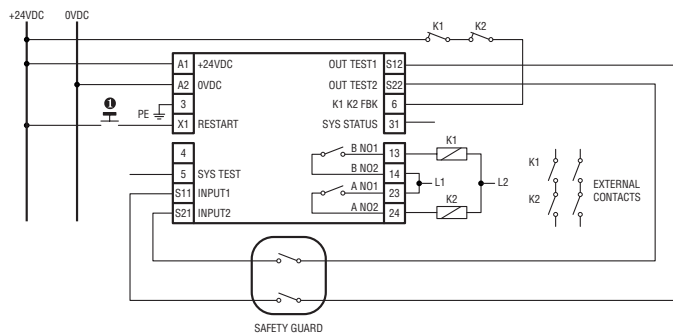 +24VDC 0VDC
K1 K2
A1 +24VDC OUT TEST1 S12
A2 0VDC OUT TEST2 S22
❶ PE 3 K1 K2 FBK 6
X1 RESTART SYS STATUS 31
4 B NO1 13 K1
5 SYS TEST B NO2 14
S11 INPUT1 A NO1 23
S21 INPUT2 A NO2 24 K2
L1 L2
K1
K2
EXTERNAL
CONTACTS
SAFETY GUARD